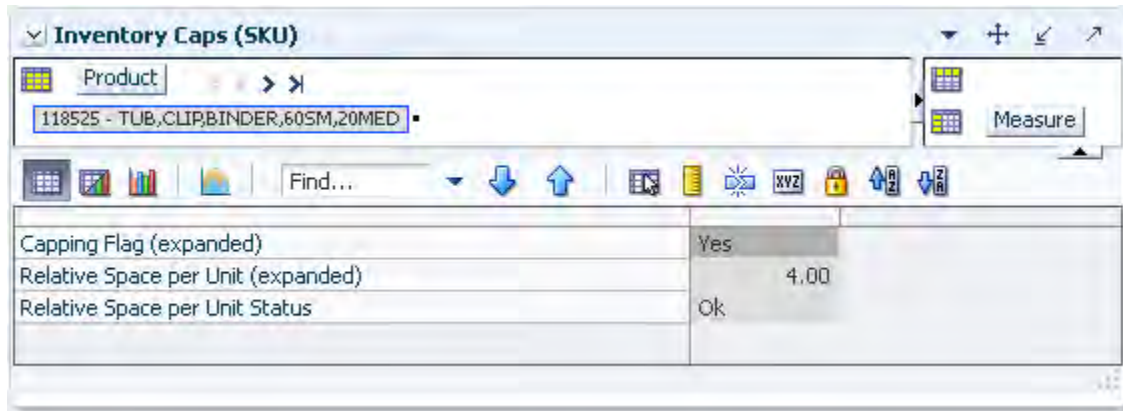 Inventory Caps (SKU)
Product
118525 - TUB,CLIP,BINDER,60SM,20MED
Measure
Find...
XYZ
A Z
Z A
Capping Flag (expanded) Yes
Relative Space per Unit (expanded) 4.00
Relative Space per Unit Status Ok